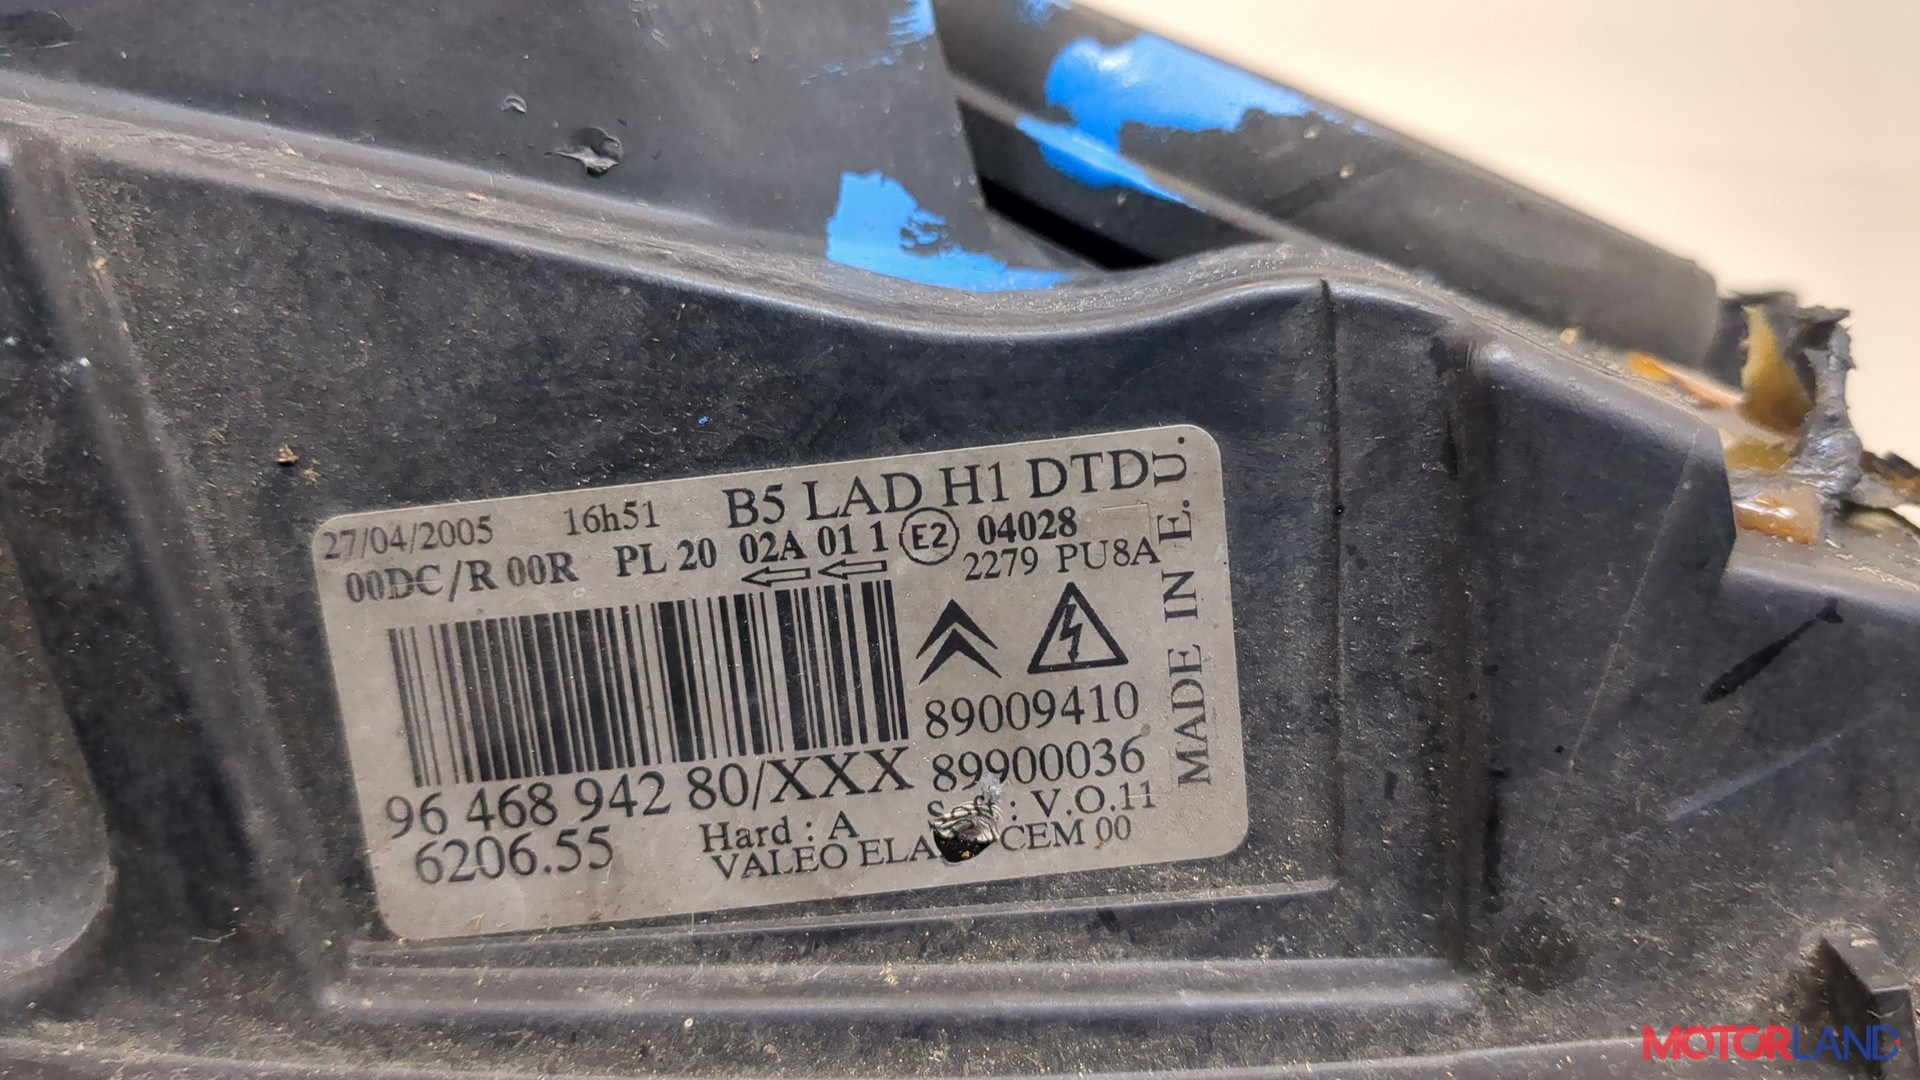 27/04/2005 16h51 B5 LAD H1 DTD
00DC/R 00R PL 20 02A 01 1 E2 04028
2279 PU8A
MADE IN E.U.
89009410
96 468 942 80/XXX 89900036
6206.55 Hard : A : V.O.11
VALEO CEM 00
MOTORLAND